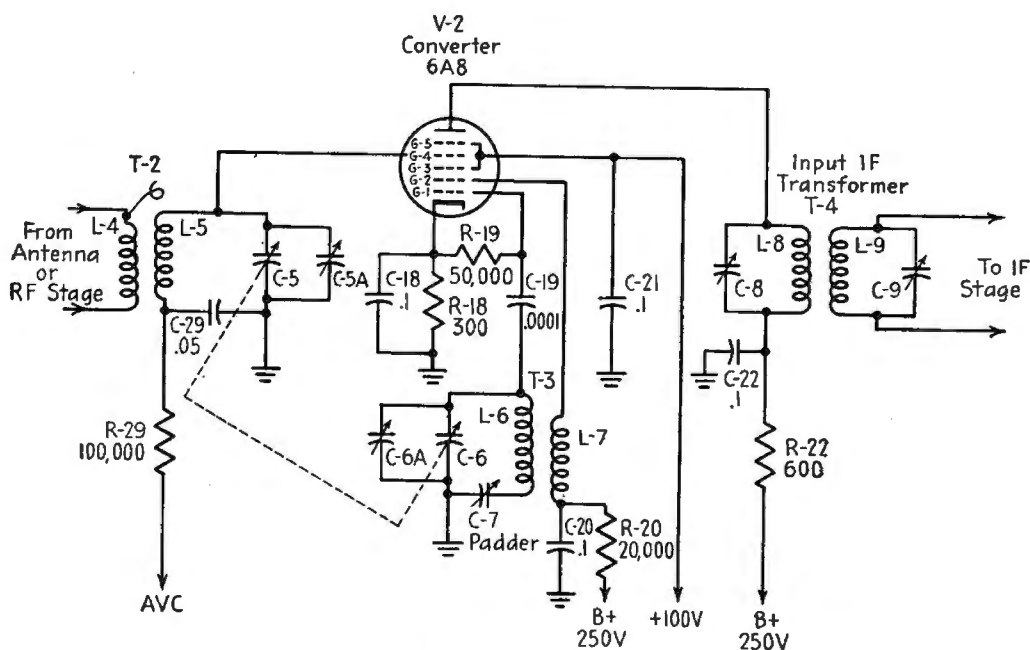 V-2
Converter
6A8
G-5
G-4
G-3
G-2
G-1
T-2
6
L-4
L-5
From
Antenna
or
RF Stage
C-5
C-5A
C-29
.05
R-29
100,000
AVC
C-18
.1
R-18
300
R-19
50,000
C-19
.0001
T-3
L-6
L-7
C-6A
C-6
C-7
Padder
C-20
.1
R-20
20,000
B+
250V
C-21
.1
+100V
Input IF
Transformer
T-4
L-8
L-9
C-8
C-9
To IF
Stage
C-22
.1
R-22
600
B+
250V